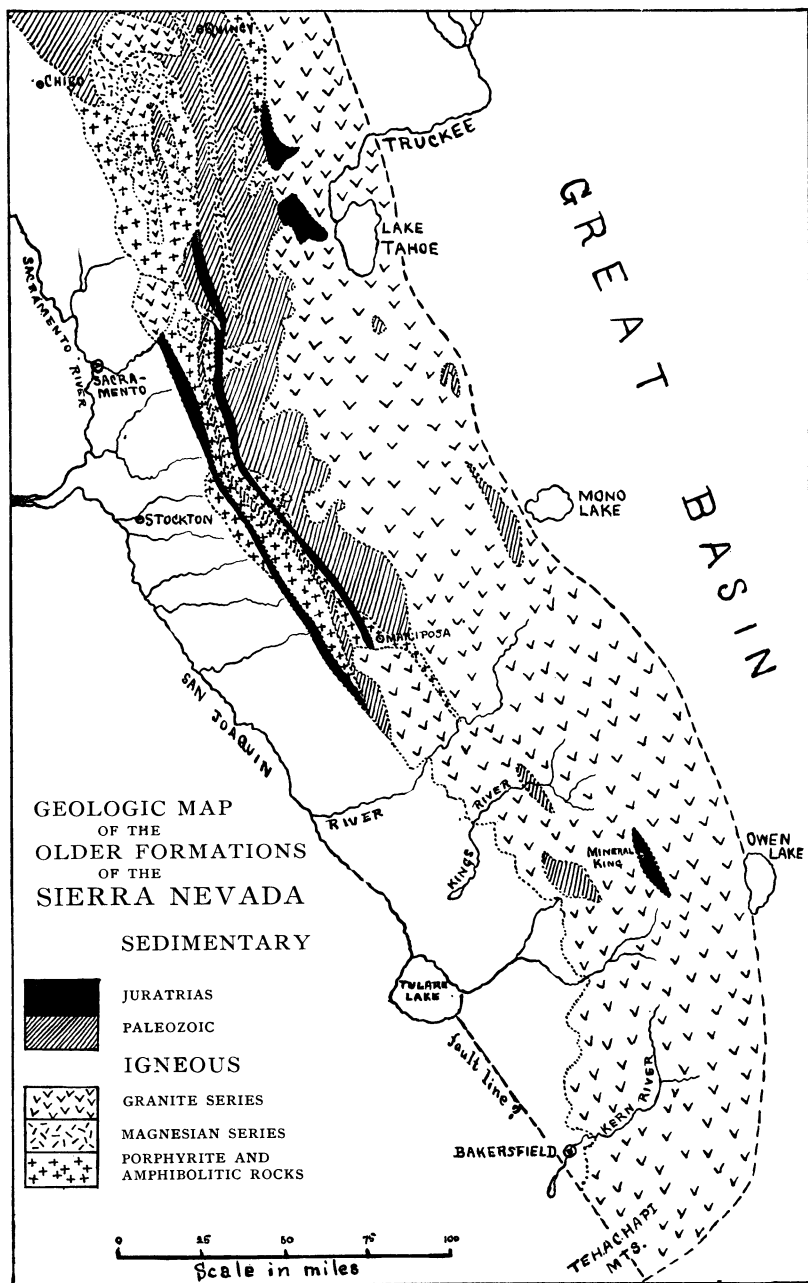 QUINCY
CHICO
TRUCKEE
LAKE
TAHOE
GREAT BASIN
SACRAMENTO RIVER
SACRA-
MENTO
STOCKTON
MONO
LAKE
MARIPOSA
SAN JOAQUIN
RIVER
KINGS RIVER
MINERAL
KING
OWEN
LAKE
GEOLOGIC MAP
OF THE
OLDER FORMATIONS
OF THE
SIERRA NEVADA
SEDIMENTARY
JURATRIAS
PALEOZOIC
IGNEOUS
GRANITE SERIES
MAGNESIAN SERIES
PORPHYRITE AND
AMPHIBOLITIC ROCKS
TULARE
LAKE
fault line?
KERN RIVER
BAKERSFIELD
TEHACHAPI
MTS.
0 25 50 75 100
Scale in miles